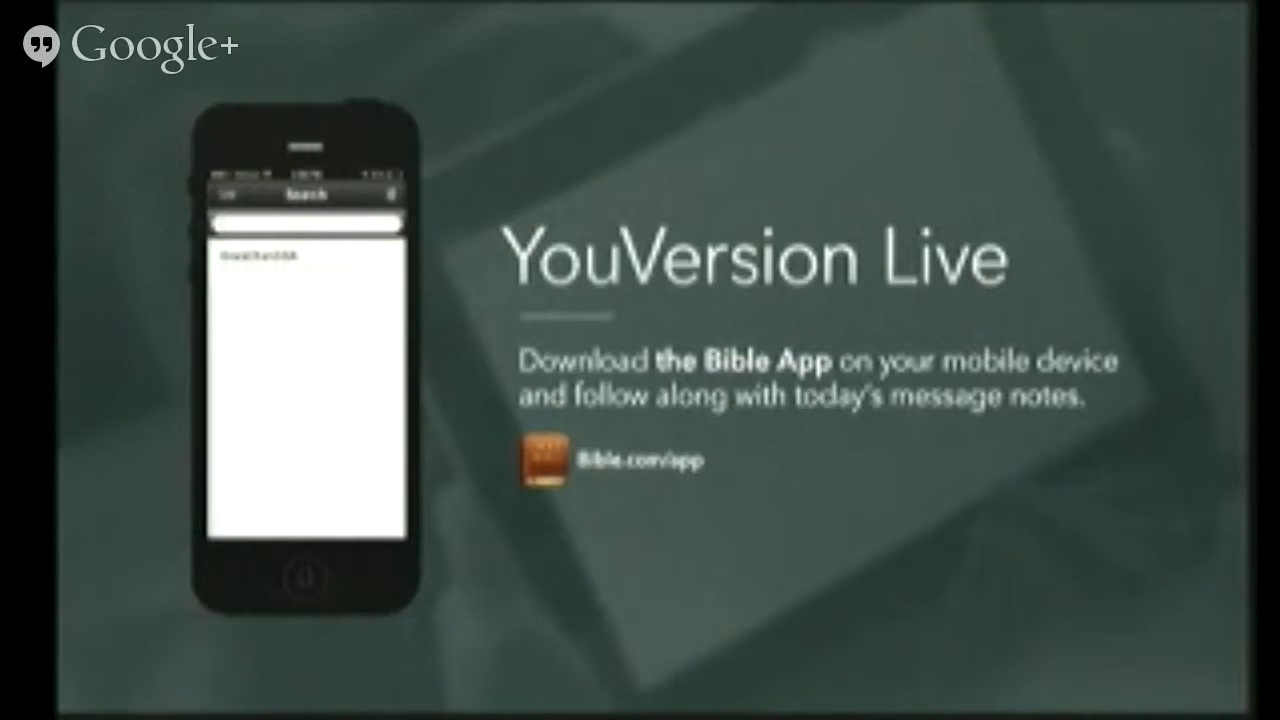 Google+
Search
YouVersion Live
Download the Bible App on your mobile device
and follow along with today's message notes.
Bible.com/app